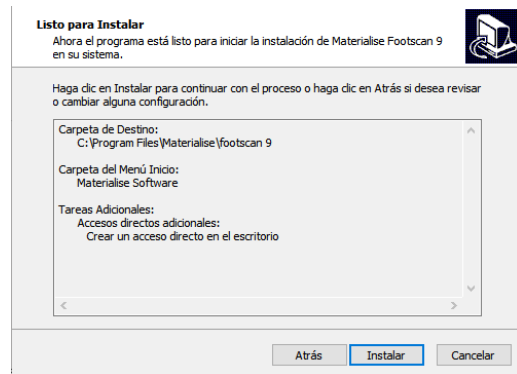 Listo para Instalar
Ahora el programa está listo para iniciar la instalación de Materialise Footscan 9
en su sistema.
Haga clic en Instalar para continuar con el proceso o haga clic en Atrás si desea revisar
o cambiar alguna configuración.
Carpeta de Destino:
C:\Program Files\Materialise\footscan 9
Carpeta del Menú Inicio:
Materialise Software
Tareas Adicionales:
Accesos directos adicionales:
Crear un acceso directo en el escritorio
Atrás Instalar Cancelar